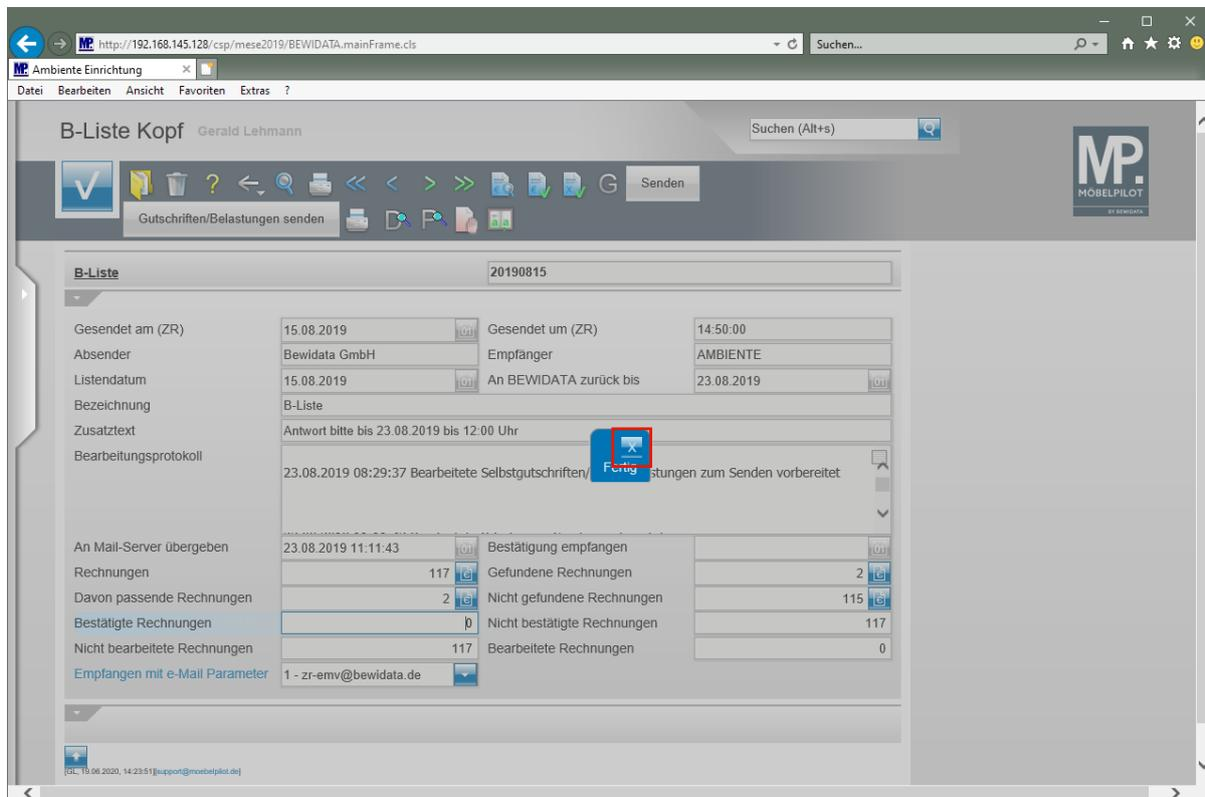 http://192.168.145.128/csp/mese2019/BEWIDATA.mainFrame.cls
Suchen...
Ambiente Einrichtung
Datei Bearbeiten Ansicht Favoriten Extras ?
B-Liste Kopf Gerald Lehmann
Suchen (Alt+s)
MP.
MÖBELPILOT
BY BEWIDATA
G
Senden
Gutschriften/Belastungen senden
B-Liste 20190815
Gesendet am (ZR) 15.08.2019 Gesendet um (ZR) 14:50:00
Absender Bewidata GmbH Empfänger AMBIENTE
Listendatum 15.08.2019 An BEWIDATA zurück bis 23.08.2019
Bezeichnung B-Liste
Zusatztext Antwort bitte bis 23.08.2019 bis 12:00 Uhr
X
Fertig
Bearbeitungsprotokoll
23.08.2019 08:29:37 Bearbeitete Selbstgutschriften/ stungen zum Senden vorbereitet
An Mail-Server übergeben 23.08.2019 11:11:43 Bestätigung empfangen
Rechnungen 117 Gefundene Rechnungen 2
Davon passende Rechnungen 2 Nicht gefundene Rechnungen 115
Bestätigte Rechnungen 0 Nicht bestätigte Rechnungen 117
Nicht bearbeitete Rechnungen 117 Bearbeitete Rechnungen 0
Empfangen mit e-Mail Parameter 1 - zr-emv@bewidata.de
[GL, 19.06.2020, 14:23:51][support@moebelpilot.de]